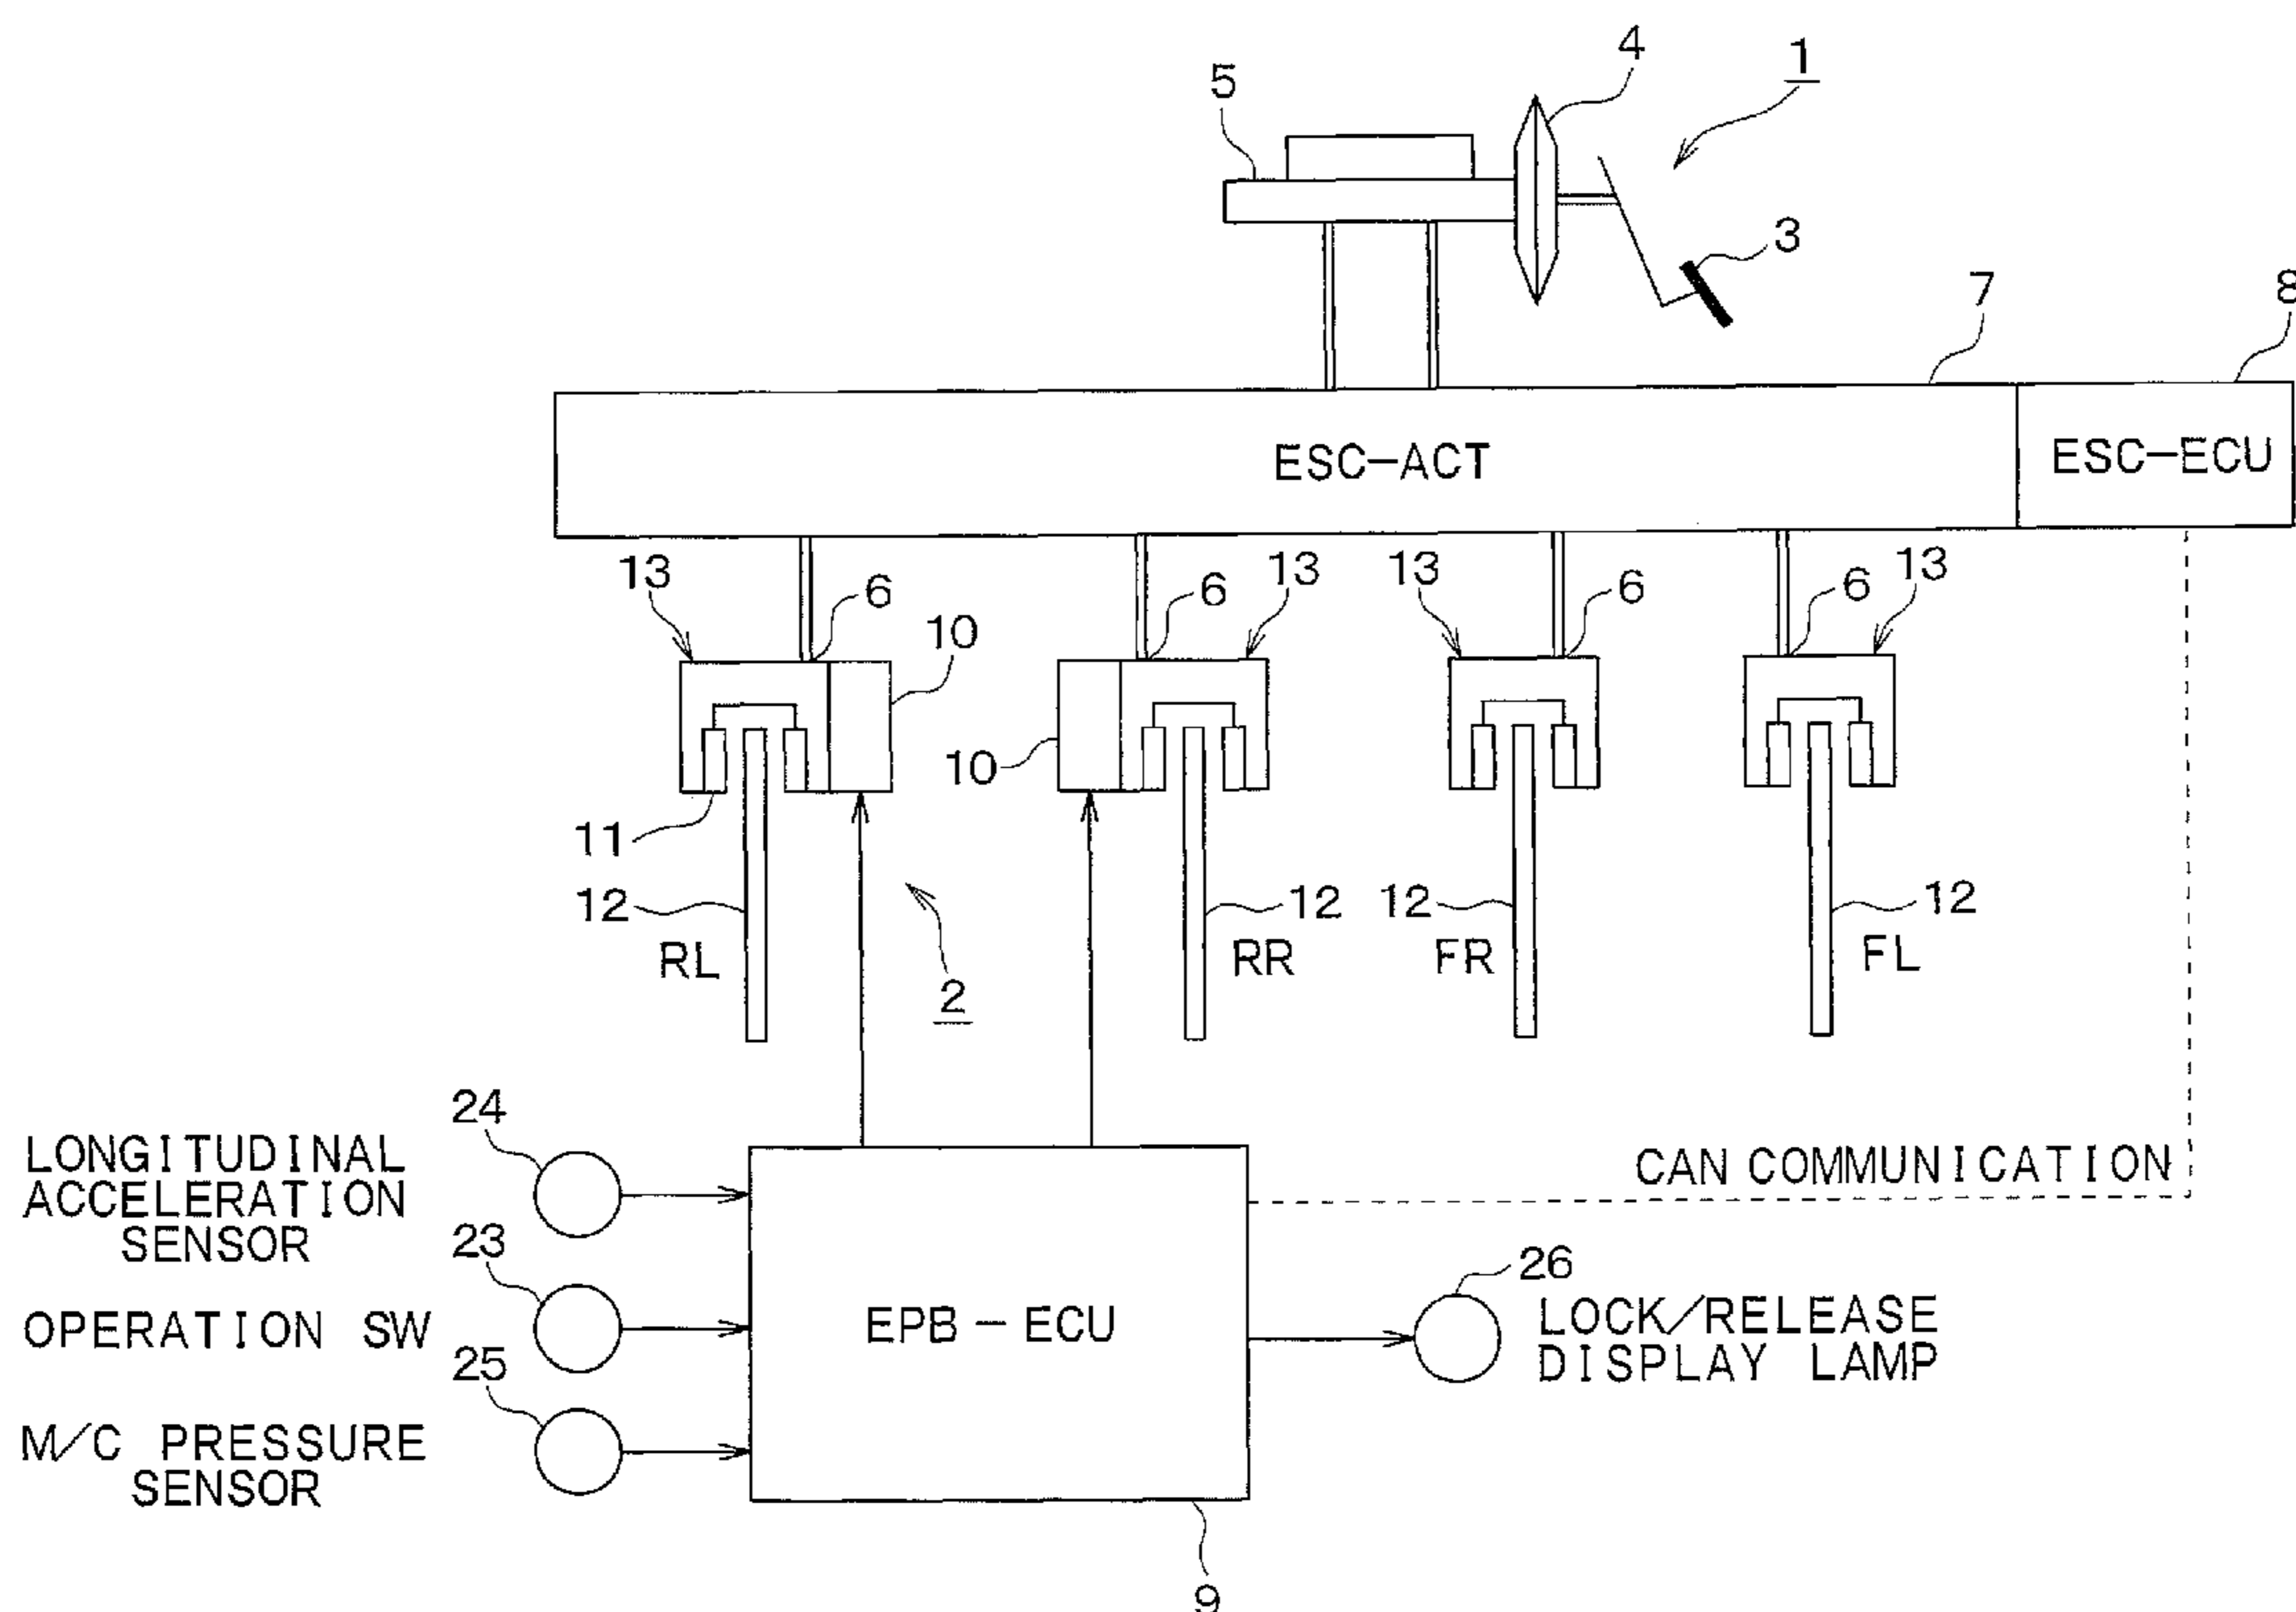 4
1
5
3
7
8
ESC-ACT
ESC-ECU
13
6
10
6
13
13
6
6
13
10
11
12
12
12
12
RL
RR
FR
FL
2
24
LONGITUDINAL
ACCELERATION
SENSOR
CAN COMMUNICATION
23
OPERATION SW
EPB-ECU
26
LOCK/RELEASE
DISPLAY LAMP
25
M/C PRESSURE
SENSOR
9